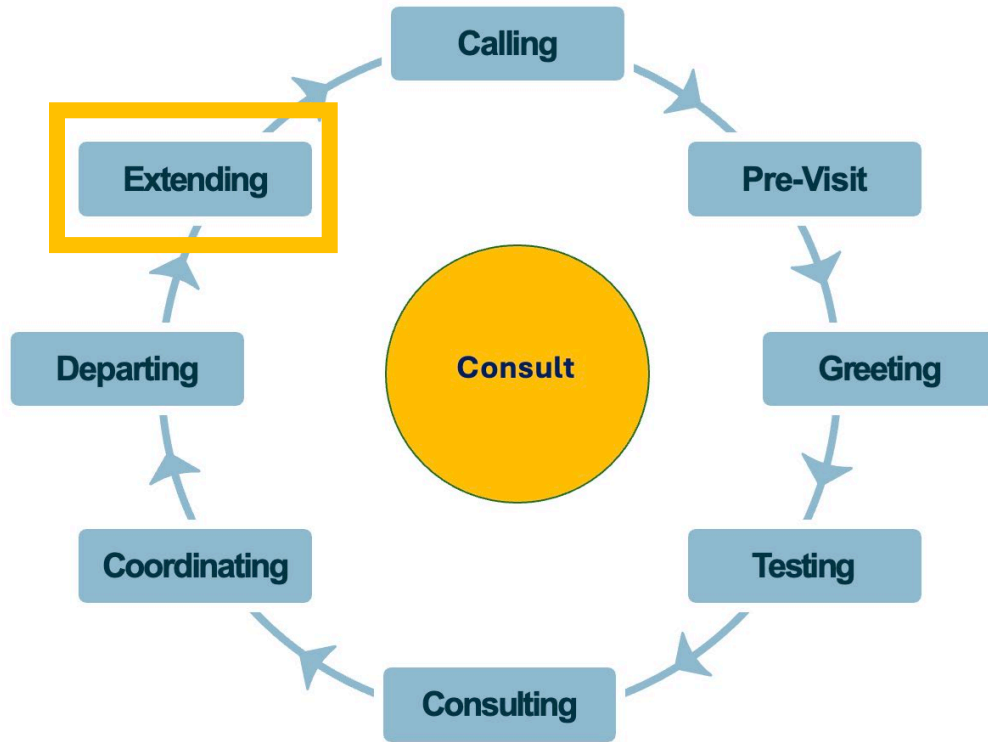 Calling
Pre-Visit
Greeting
Testing
Consulting
Coordinating
Departing
Extending
Consult